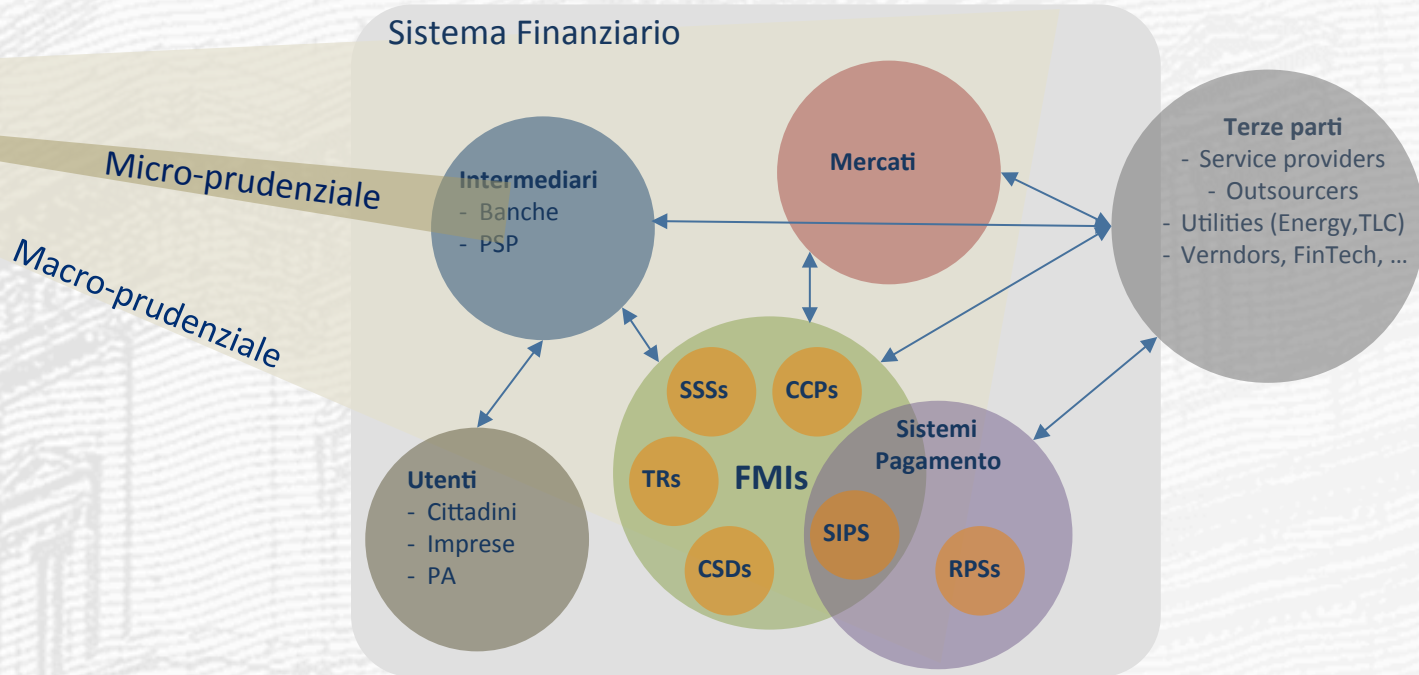 Sistema Finanziario
Micro-prudenziale
Macro-prudenziale
Intermediari
- Banche
- PSP
Mercati
Terze parti
- Service providers
- Outsourcers
- Utilities (Energy,TLC)
- Verndors, FinTech, ...
Utenti
- Cittadini
- Imprese
- PA
SSSs
CCPs
TRs
FMIs
CSDs
Sistemi
Pagamento
SIPS
RPSs